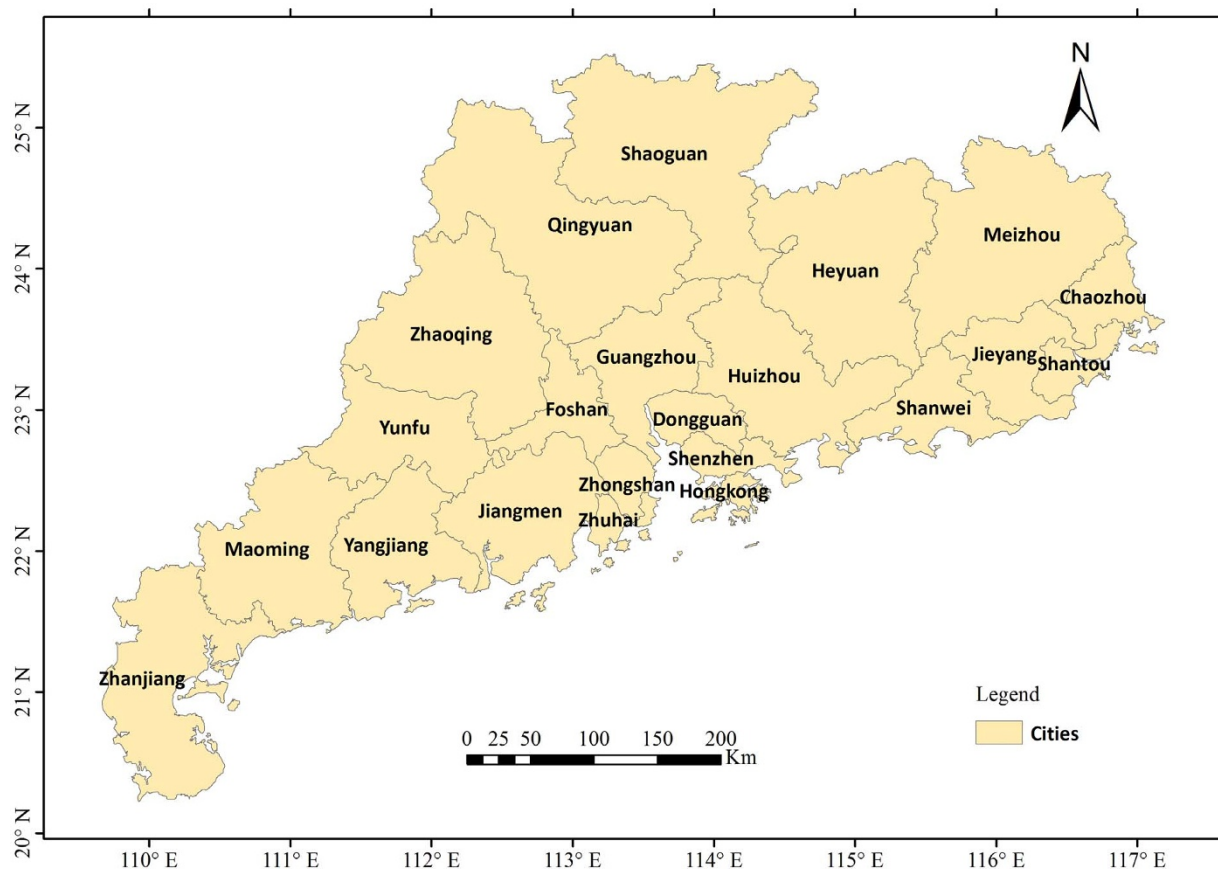 N
25° N
24° N
23° N
22° N
21° N
20° N
Shaoguan
Qingyuan
Meizhou
Heyuan
Chaozhou
Zhaoqing
Guangzhou
Jieyang
Shantou
Huizhou
Foshan
Shanwei
Dongguan
Yunfu
Shenzhen
Zhongshan
Hongkong
Jiangmen
Zhuhai
Maoming
Yangjiang
Zhanjiang
Legend
Cities
0 25 50 100 150 200
Km
110° E 111° E 112° E 113° E 114° E 115° E 116° E 117° E